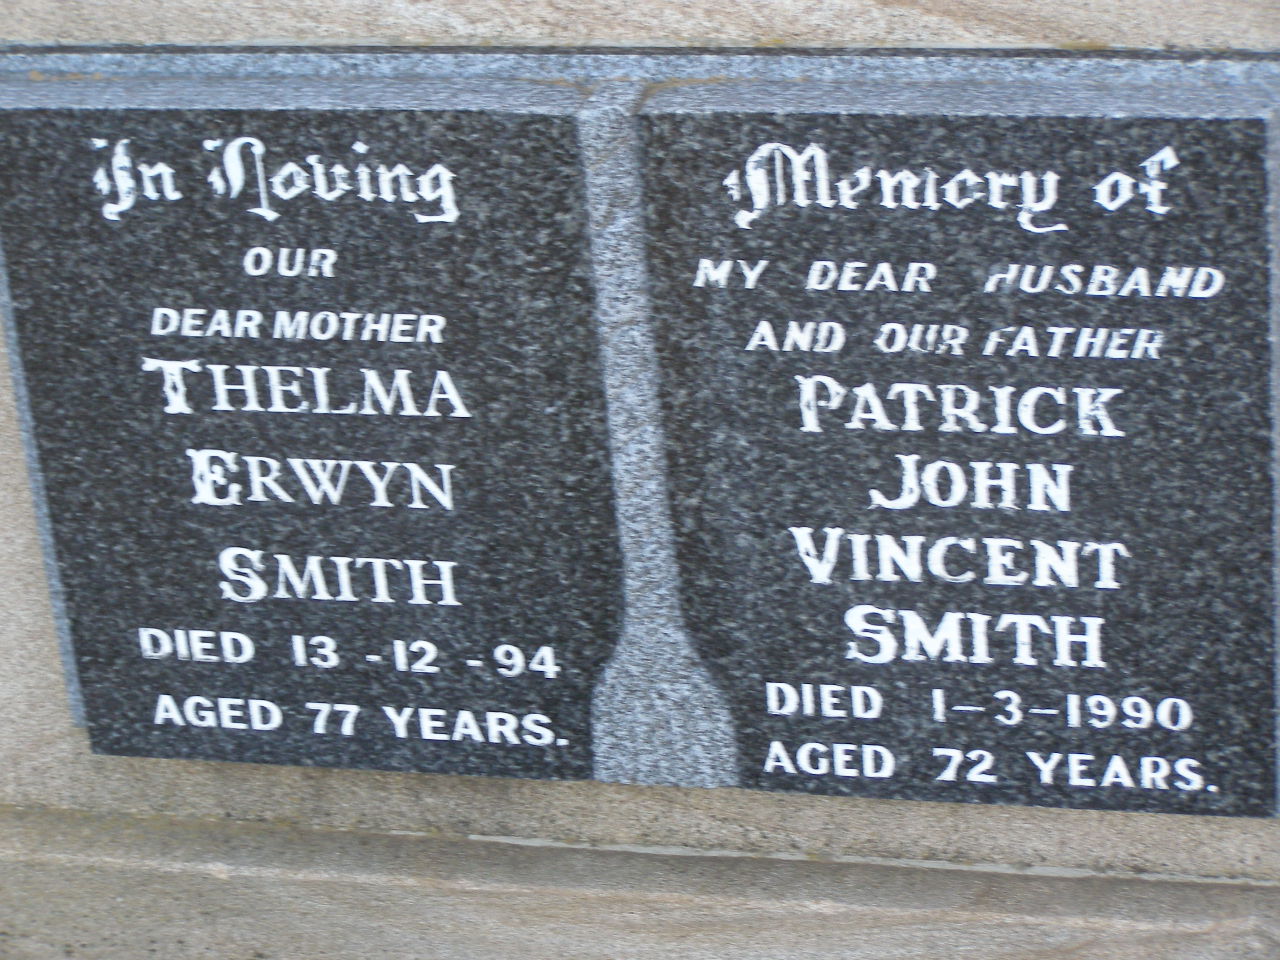 In Loving
OUR
DEAR MOTHER
THELMA
ERWYN
SMITH
DIED 13-12-94
AGED 77 YEARS.
Memory of
MY DEAR HUSBAND
AND OUR FATHER
PATRICK
JOHN
VINCENT
SMITH
DIED 1-3-1990
AGED 72 YEARS.